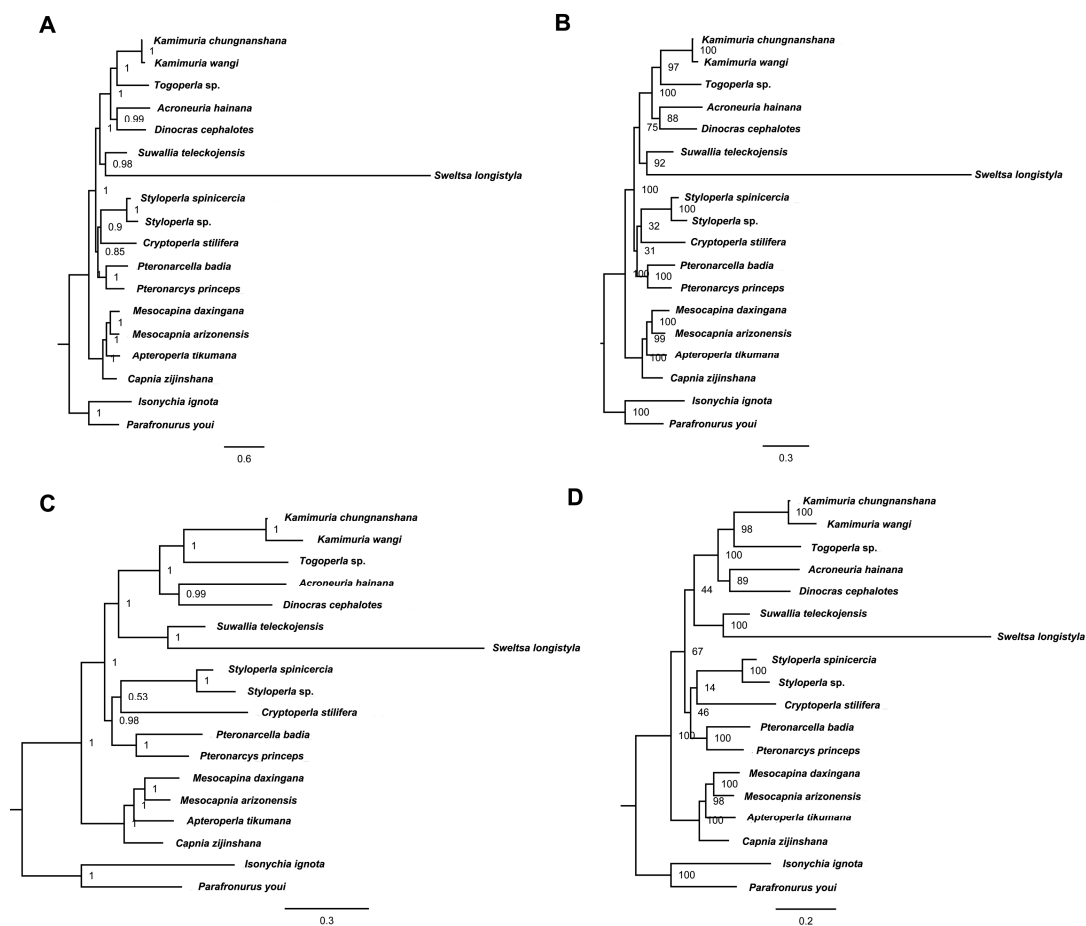 A
Kamimuria chungnanshana
1
Kamimuria wangi
1
Togoperla sp.
1
Acroneuria hainana
0.99
Dinocras cephalotes
1
Suwallia teleckojensis
0.98
Sweltsa longistyla
1
Styloperla spinicercia
1
Styloperla sp.
0.9
Cryptoperla stilifera
0.85
Pteronarcella badia
1
Pteronarcys princeps
Mesocapina daxingana
1
Mesocapnia arizonensis
1
Apteroperla tikumana
1
Capnia zijinshana
Isonychia ignota
1
Parafronurus youi
0.6
B
Kamimuria chungnanshana
100
Kamimuria wangi
97
Togoperla sp.
100
Acroneuria hainana
88
Dinocras cephalotes
75
Suwallia teleckojensis
92
Sweltsa longistyla
100
Styloperla spinicercia
100
Styloperla sp.
32
Cryptoperla stilifera
31
Pteronarcella badia
100
100
Pteronarcys princeps
Mesocapina daxingana
100
Mesocapnia arizonensis
99
Apteroperla tikumana
100
Capnia zijinshana
Isonychia ignota
100
Parafronurus youi
0.3
C
Kamimuria chungnanshana
1
Kamimuria wangi
1
Togoperla sp.
1
Acroneuria hainana
0.99
Dinocras cephalotes
1
Suwallia teleckojensis
1
Sweltsa longistyla
1
Styloperla spinicercia
1
Styloperla sp.
0.53
Cryptoperla stilifera
0.98
Pteronarcella badia
1
1
Pteronarcys princeps
Mesocapina daxingana
1
Mesocapnia arizonensis
1
Apteroperla tikumana
1
Capnia zijinshana
Isonychia ignota
1
Parafronurus youi
0.3
D
Kamimuria chungnanshana
100
Kamimuria wangi
98
Togoperla sp.
100
Acroneuria hainana
89
Dinocras cephalotes
44
Suwallia teleckojensis
100
Sweltsa longistyla
67
Styloperla spinicercia
100
Styloperla sp.
14
Cryptoperla stilifera
46
Pteronarcella badia
100
100
Pteronarcys princeps
Mesocapina daxingana
100
Mesocapnia arizonensis
98
Apteroperla tikumana
100
Capnia zijinshana
Isonychia ignota
100
Parafronurus youi
0.2